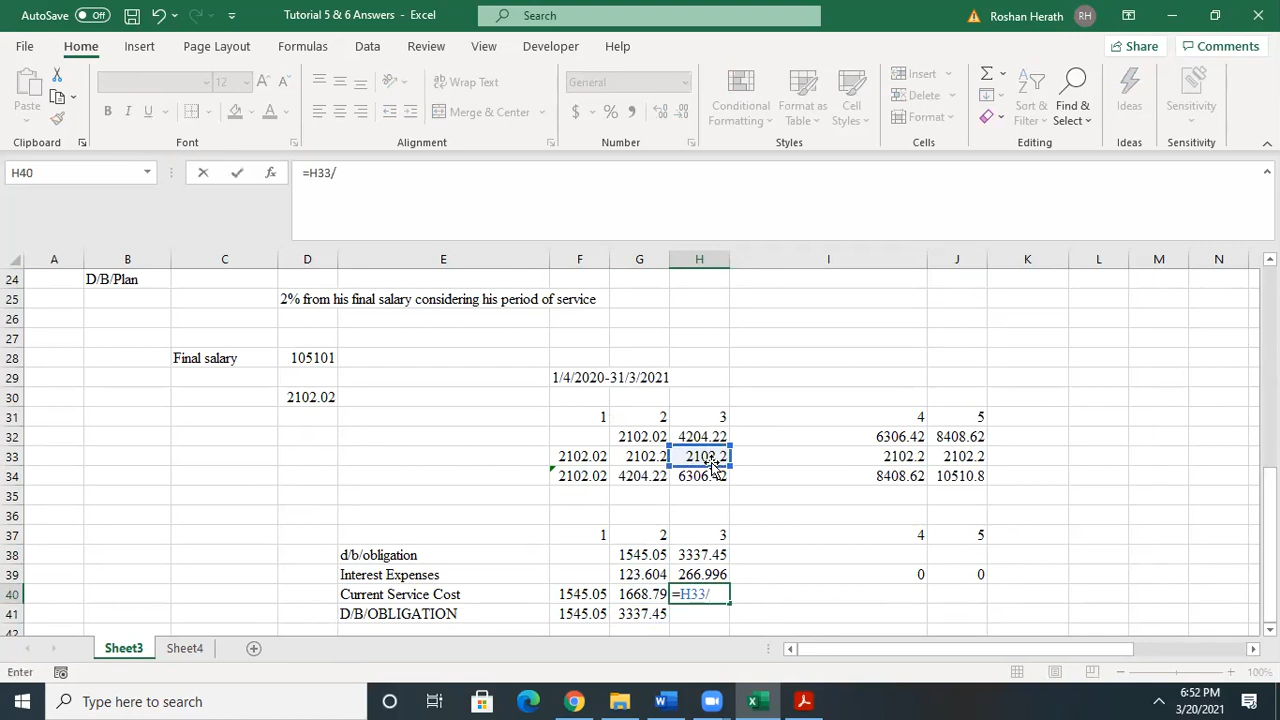 AutoSave Off Tutorial 5 & 6 Answers - Excel Search Roshan Herath RH
File Home Insert Page Layout Formulas Data Review View Developer Help Share Comments
Paste 12 A A Wrap Text General Conditional Formatting Format as Table Cell Styles Insert Delete Format Sort & Filter Find & Select Ideas Sensitivity
B I U A Merge & Center $ % ,
Clipboard Font Alignment Number Styles Cells Editing Ideas Sensitivity
H40 fx =H33/
A B C D E F G H I J K L M N
24 D/B/Plan
25 2% from his final salary considering his period of service
26
27
28 Final salary 105101
29 1/4/2020-31/3/2021
30 2102.02
31 1 2 3 4 5
32 2102.02 4204.22 6306.42 8408.62
33 2102.02 2102.2 2102.2 2102.2 2102.2
34 2102.02 4204.22 6306.42 8408.62 10510.8
35
36
37 1 2 3 4 5
38 d/b/obligation 1545.05 3337.45
39 Interest Expenses 123.604 266.996 0 0
40 Current Service Cost 1545.05 1668.79 =H33/
41 D/B/OBLIGATION 1545.05 3337.45
42
Sheet3 Sheet4
Enter 100%
Type here to search 6:52 PM
3/20/2021